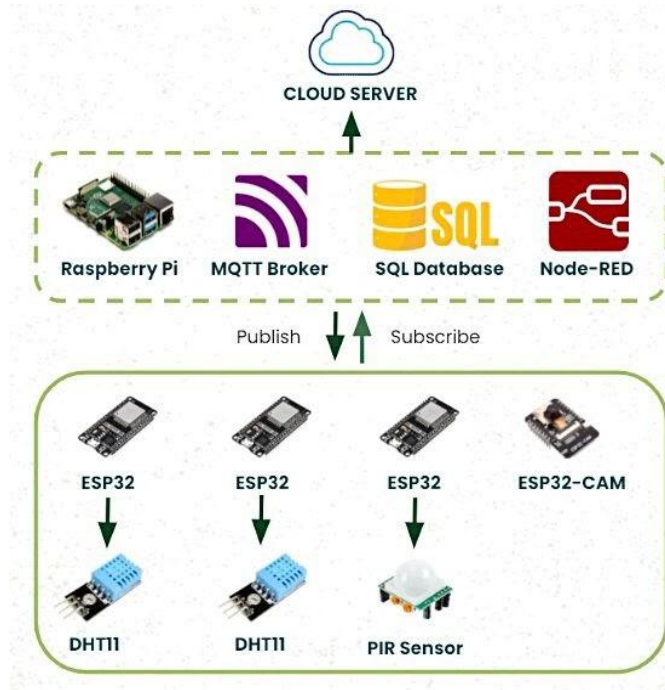 CLOUD SERVER
SQL
Raspberry Pi MQTT Broker SQL Database Node-RED
Publish Subscribe
ESP32 ESP32 ESP32 ESP32-CAM
DHT11 DHT11 PIR Sensor